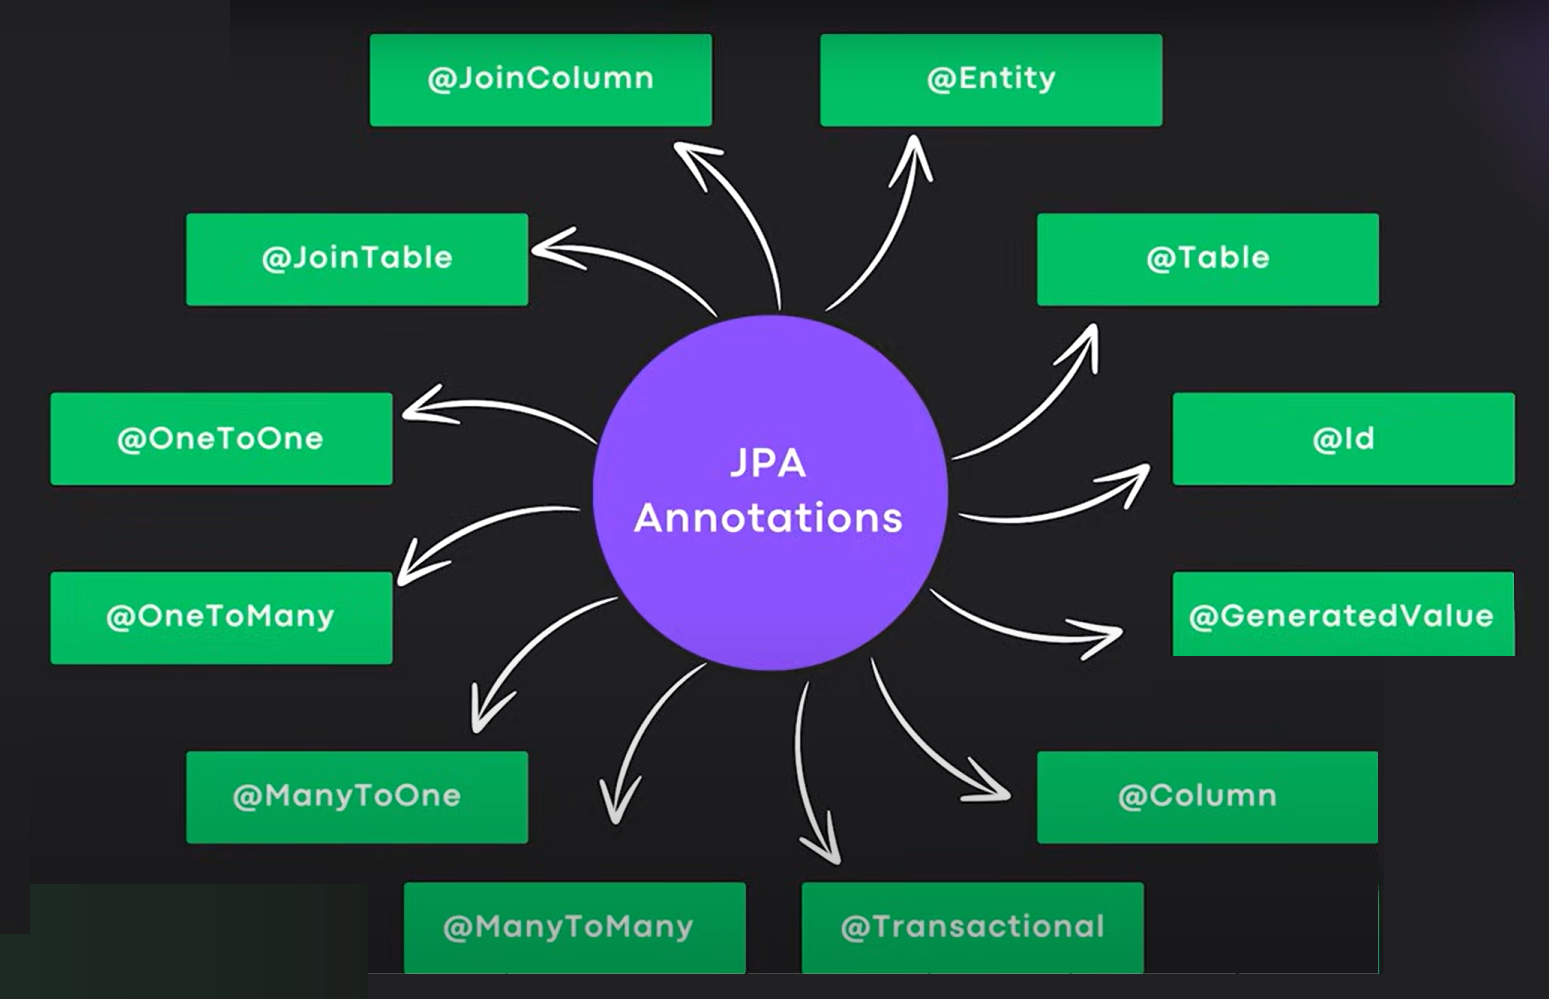 @JoinColumn
@Entity
@JoinTable
@Table
@OneToOne
@Id
JPA
Annotations
@OneToMany
@GeneratedValue
@ManyToOne
@Column
@ManyToMany
@Transactional